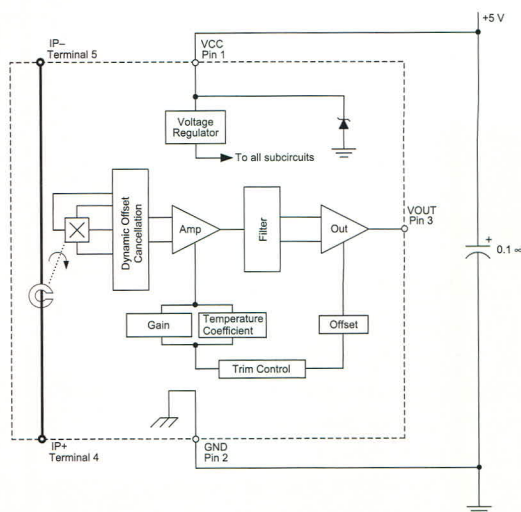 +5 V
IP–
Terminal 5
VCC
Pin 1
Voltage
Regulator
To all subcircuits
Dynamic Offset
Cancellation
Amp
Filter
Out
VOUT
Pin 3
+
0.1 ∝
Gain
Temperature
Coefficient
Offset
Trim Control
IP+
Terminal 4
GND
Pin 2